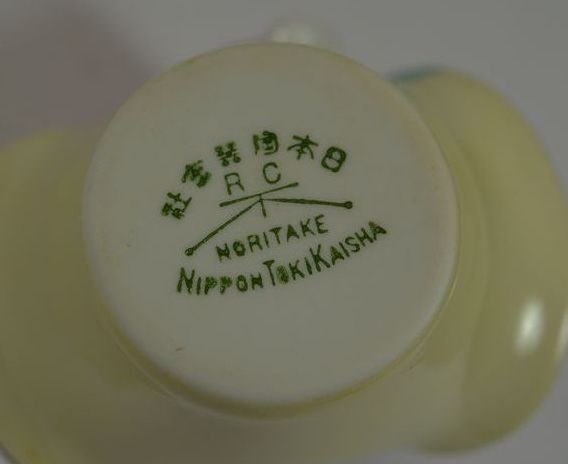 日本陶器會社
R C
NORITAKE
NIPPON TOKI KAISHA